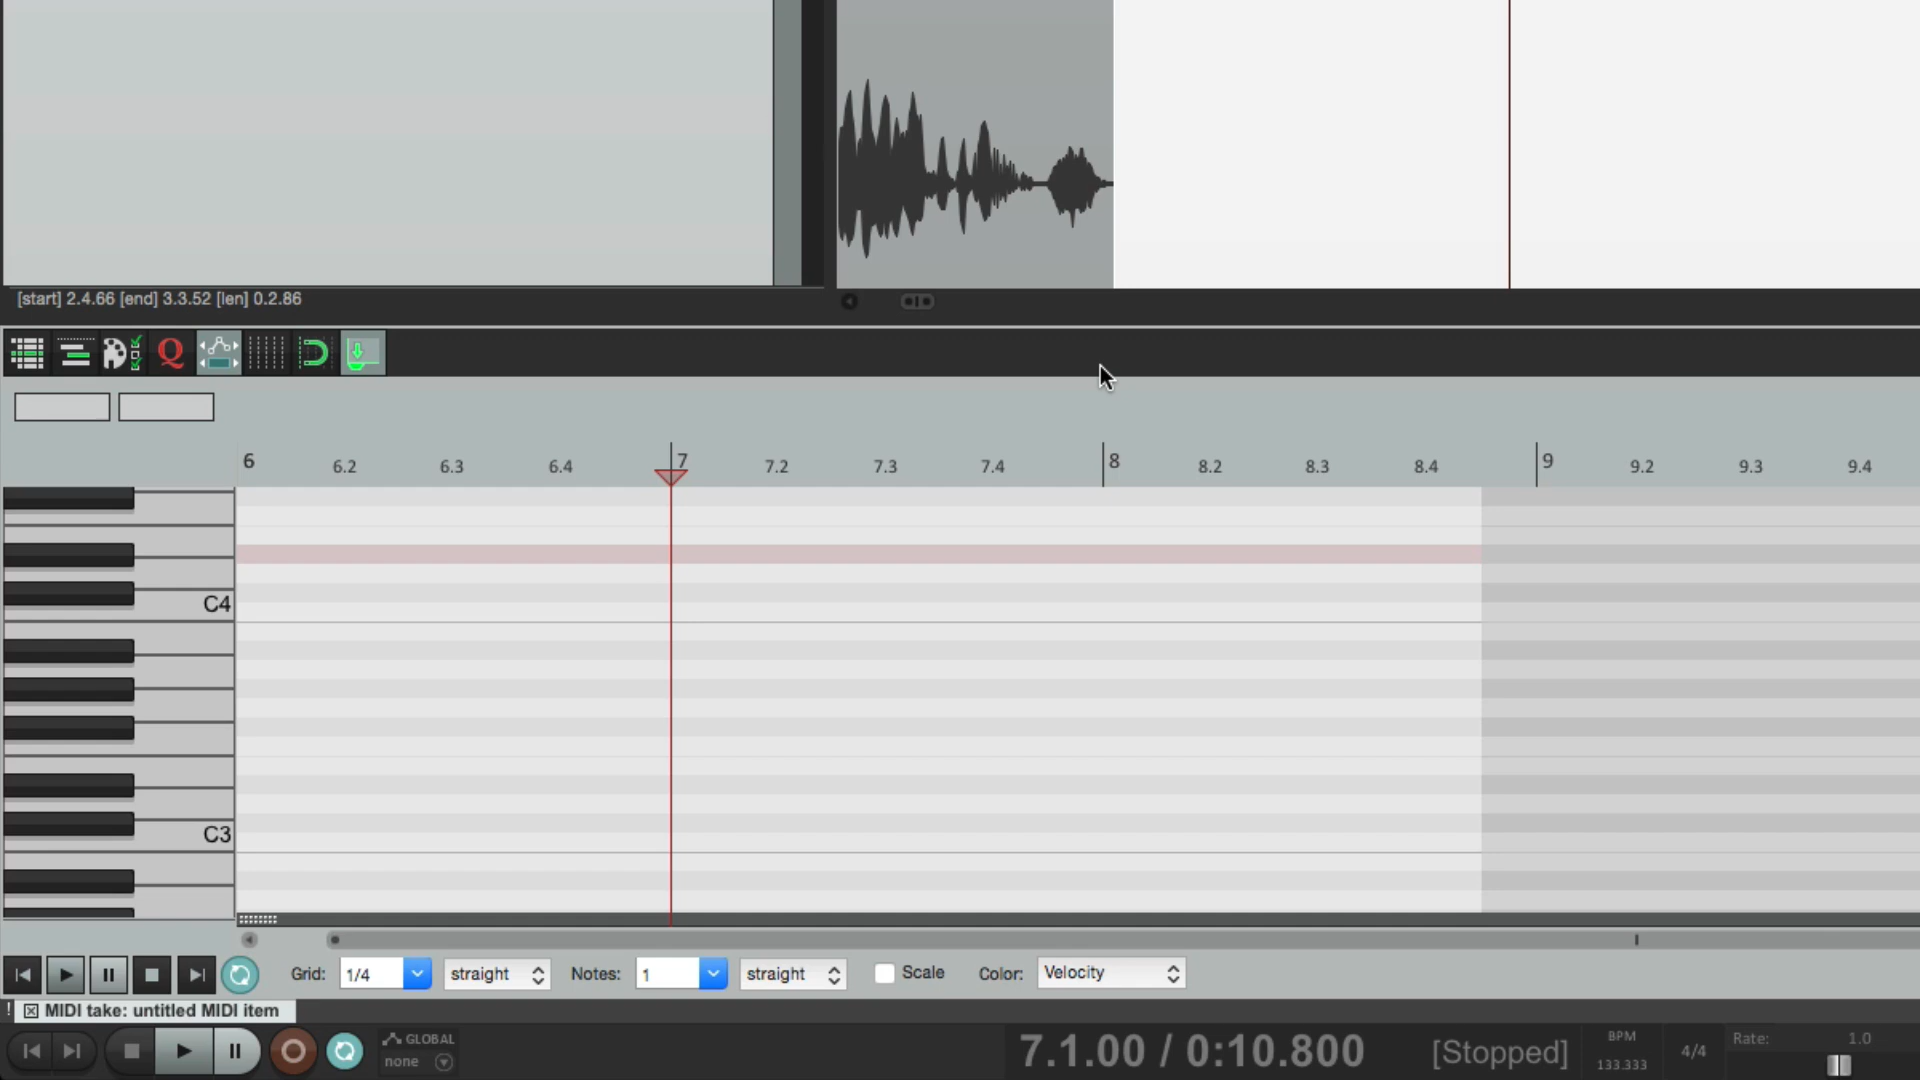 [start] 2.4.66 [end] 3.3.52 [len] 0.2.86
Q
6 6.2 6.3 6.4 7 7.2 7.3 7.4 8 8.2 8.3 8.4 9 9.2 9.3 9.4
C4
C3
Grid: 1/4 straight Notes: 1 straight Scale Color: Velocity
! MIDI take: untitled MIDI item
GLOBAL
none
7.1.00 / 0:10.800 [Stopped]
BPM
133.333
4/4
Rate: 1.0